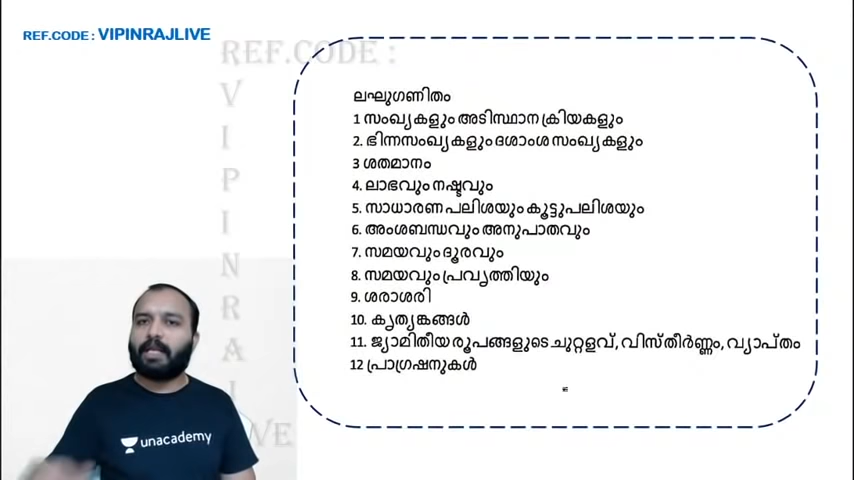 REF.CODE : VIPINRAJLIVE
REF.CODE :
VIPINRAJLIVE
ലഘുഗണിതം
1 സംഖ്യകളും അടിസ്ഥാന ക്രിയകളും
2. ഭിന്നസംഖ്യകളും ദശാംശ സംഖ്യകളും
3 ശതമാനം
4. ലാഭവും നഷ്ടവും
5. സാധാരണ പലിശയും കൂട്ടുപലിശയും
6. അംശബന്ധവും അനുപാതവും
7. സമയവും ദൂരവും
8. സമയവും പ്രവൃത്തിയും
9. ശരാശരി
10. കൃത്യങ്കങ്ങൾ
11. ജ്യാമിതീയ രൂപങ്ങളുടെ ചുറ്റളവ്, വിസ്തീർണ്ണം, വ്യാപ്തം
12 പ്രാഗ്രഷനുകൾ
unacademy